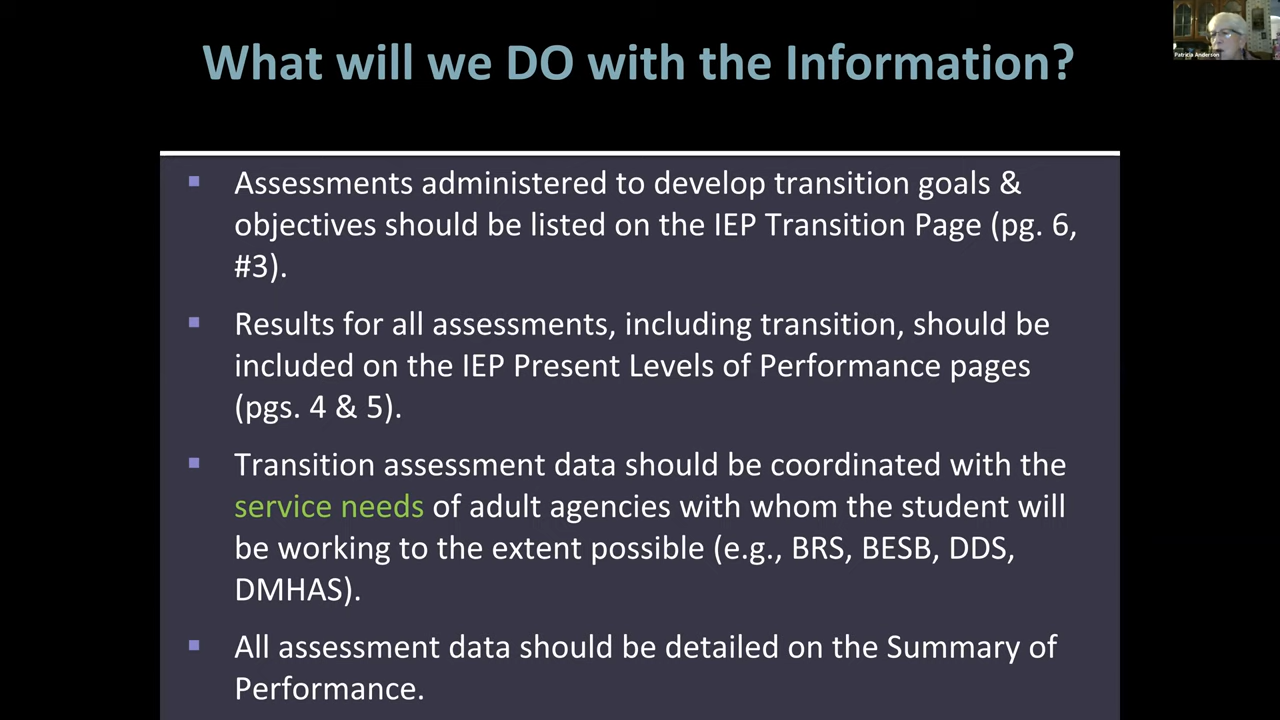 What will we DO with the Information?
Patricia Anderson
▪ Assessments administered to develop transition goals &
objectives should be listed on the IEP Transition Page (pg. 6,
#3).
▪ Results for all assessments, including transition, should be
included on the IEP Present Levels of Performance pages
(pgs. 4 & 5).
▪ Transition assessment data should be coordinated with the
service needs of adult agencies with whom the student will
be working to the extent possible (e.g., BRS, BESB, DDS,
DMHAS).
▪ All assessment data should be detailed on the Summary of
Performance.